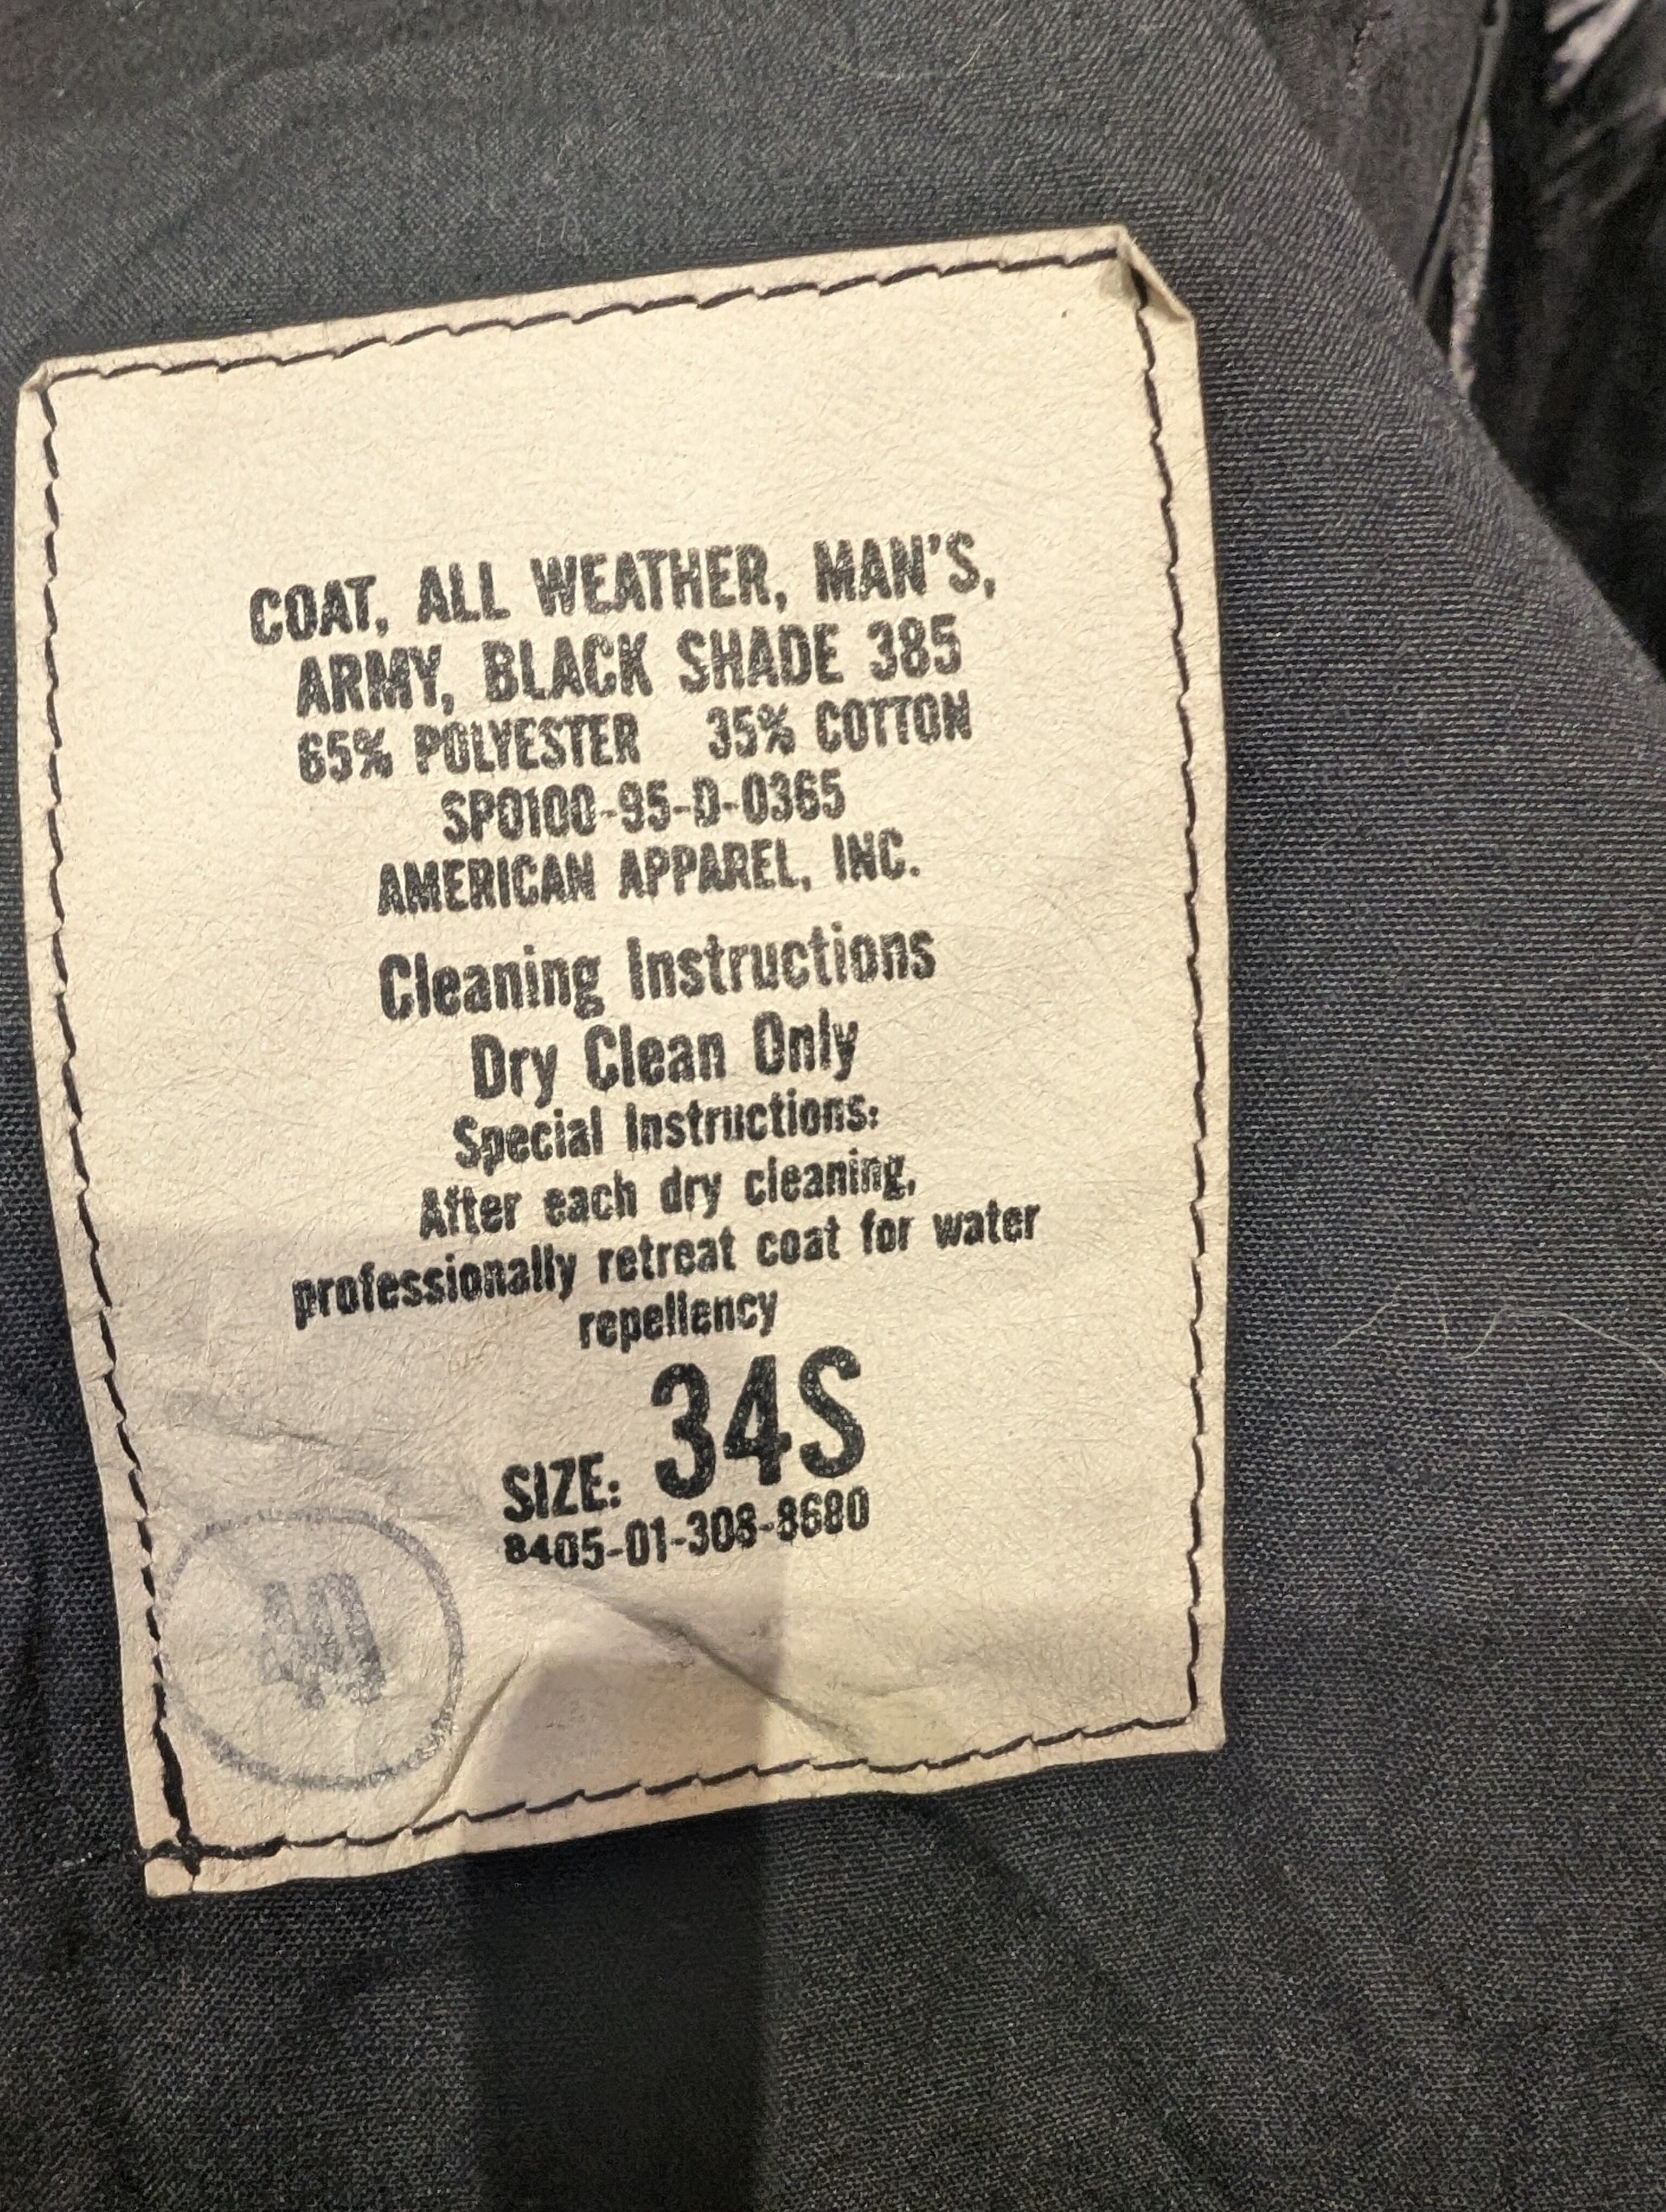 COAT, ALL WEATHER, MAN'S,
ARMY, BLACK SHADE 385
65% POLYESTER 35% COTTON
SP0100-95-D-0365
AMERICAN APPAREL, INC.
Cleaning Instructions
Dry Clean Only
Special Instructions:
After each dry cleaning,
professionally retreat coat for water
repellency
SIZE: 34S
8405-01-308-8680